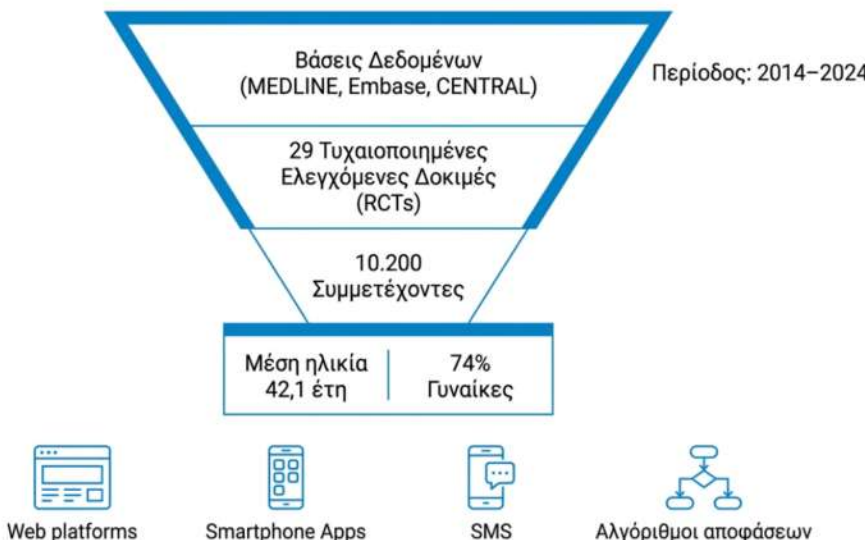 Βάσεις Δεδομένων
(MEDLINE, Embase, CENTRAL)
Περίοδος: 2014–2024
29 Τυχαιοποιημένες
Ελεγχόμενες Δοκιμές
(RCTs)
10.200
Συμμετέχοντες
Μέση ηλικία
42,1 έτη
74%
Γυναίκες
Web platforms
Smartphone Apps
SMS
Αλγόριθμοι αποφάσεων